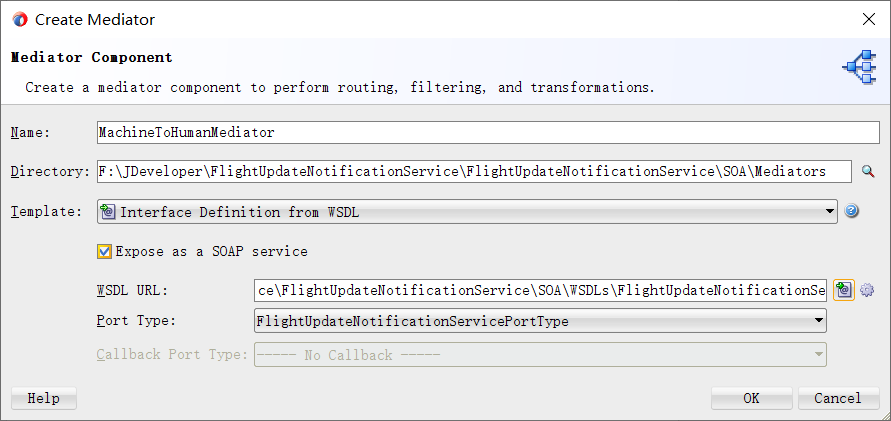 Create Mediator
Mediator Component
Create a mediator component to perform routing, filtering, and transformations.
Name: MachineToHumanMediator
Directory: F:\JDeveloper\FlightUpdateNotificationService\FlightUpdateNotificationService\SOA\Mediators
Template: Interface Definition from WSDL
Expose as a SOAP service
WSDL URL: ce\FlightUpdateNotificationService\SOA\WSDLs\FlightUpdateNotificationSe
Port Type: FlightUpdateNotificationServicePortType
Callback Port Type: ----- No Callback -----
Help OK Cancel